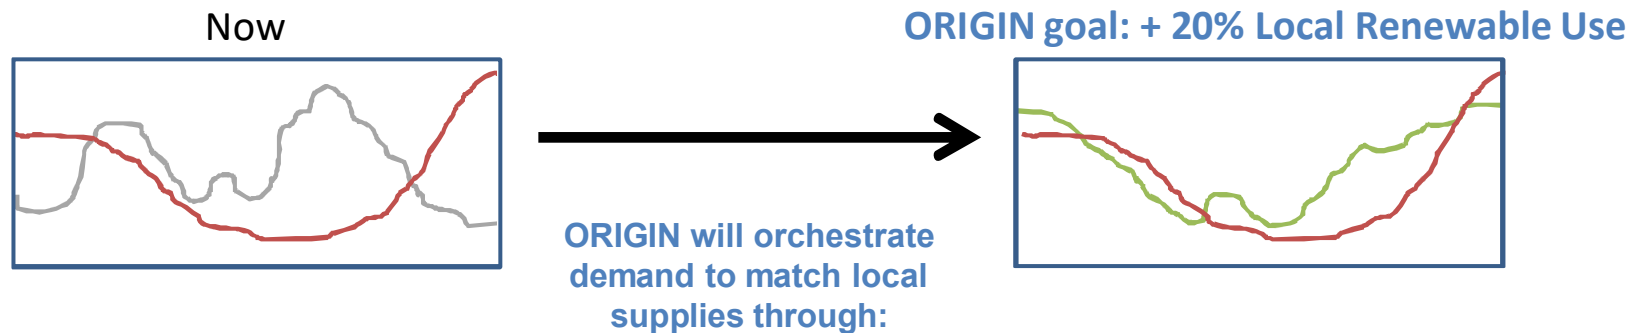 Now
ORIGIN goal: + 20% Local Renewable Use
ORIGIN will orchestrate
demand to match local
supplies through: